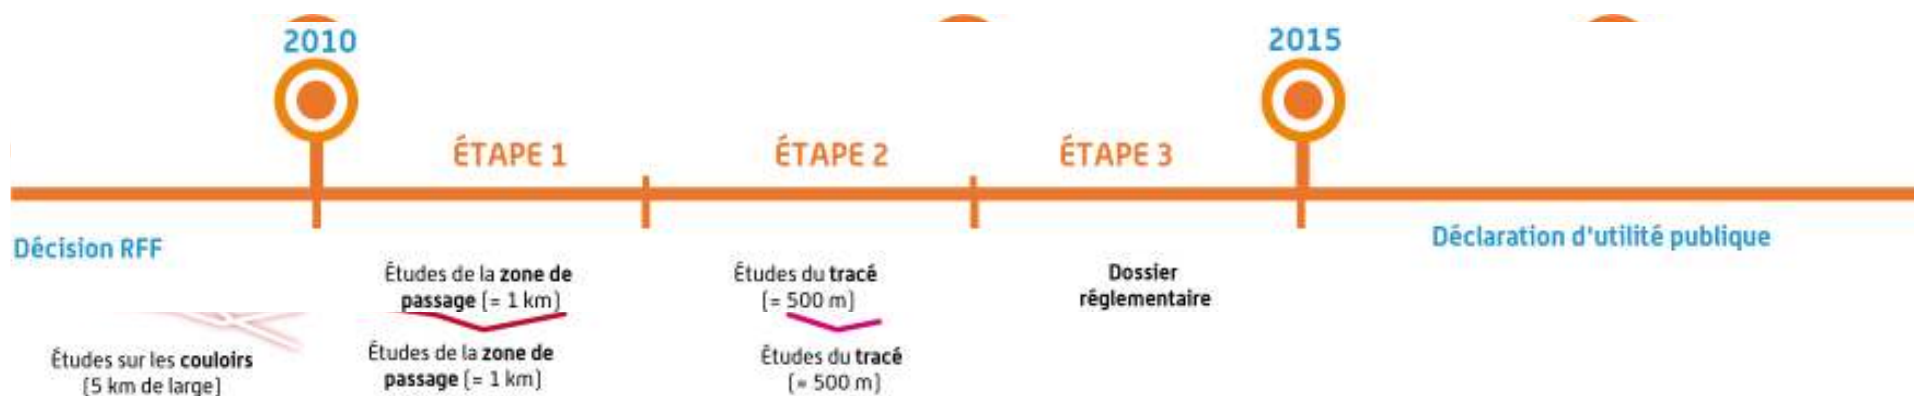 2010
2015
ÉTAPE 1
ÉTAPE 2
ÉTAPE 3
Décision RFF
Déclaration d'utilité publique
Études de la zone de
passage (= 1 km)
Études du tracé
(= 500 m)
Dossier
réglementaire
Études sur les couloirs
(5 km de large)
Études de la zone de
passage (= 1 km)
Études du tracé
(= 500 m)